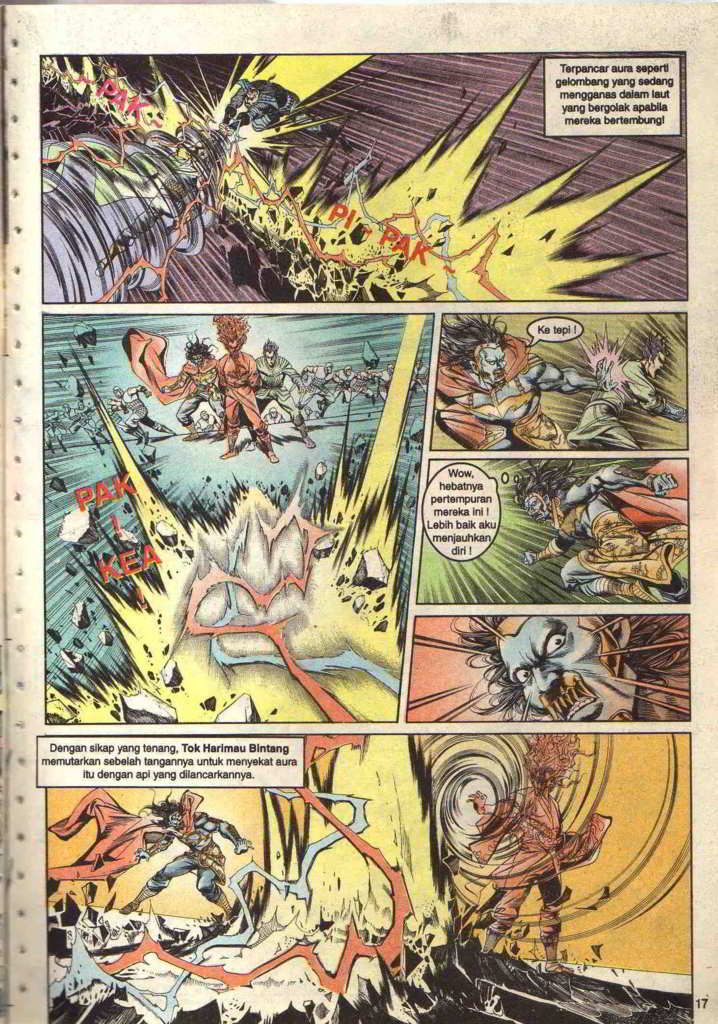 Terpancar aura seperti
gelombang yang sedang
mengganas dalam laut
yang bergolak apabila
mereka bertembung!
~ PAK ~
PI ~ PAK ~
Ke tepi !
PAK
!
KEA
!
Wow,
hebatnya
pertempuran
mereka ini !
Lebih baik aku
menjauhkan
diri !
Dengan sikap yang tenang, Tok Harimau Bintang
memutarkan sebelah tangannya untuk menyekat aura
itu dengan api yang dilancarkannya.
17